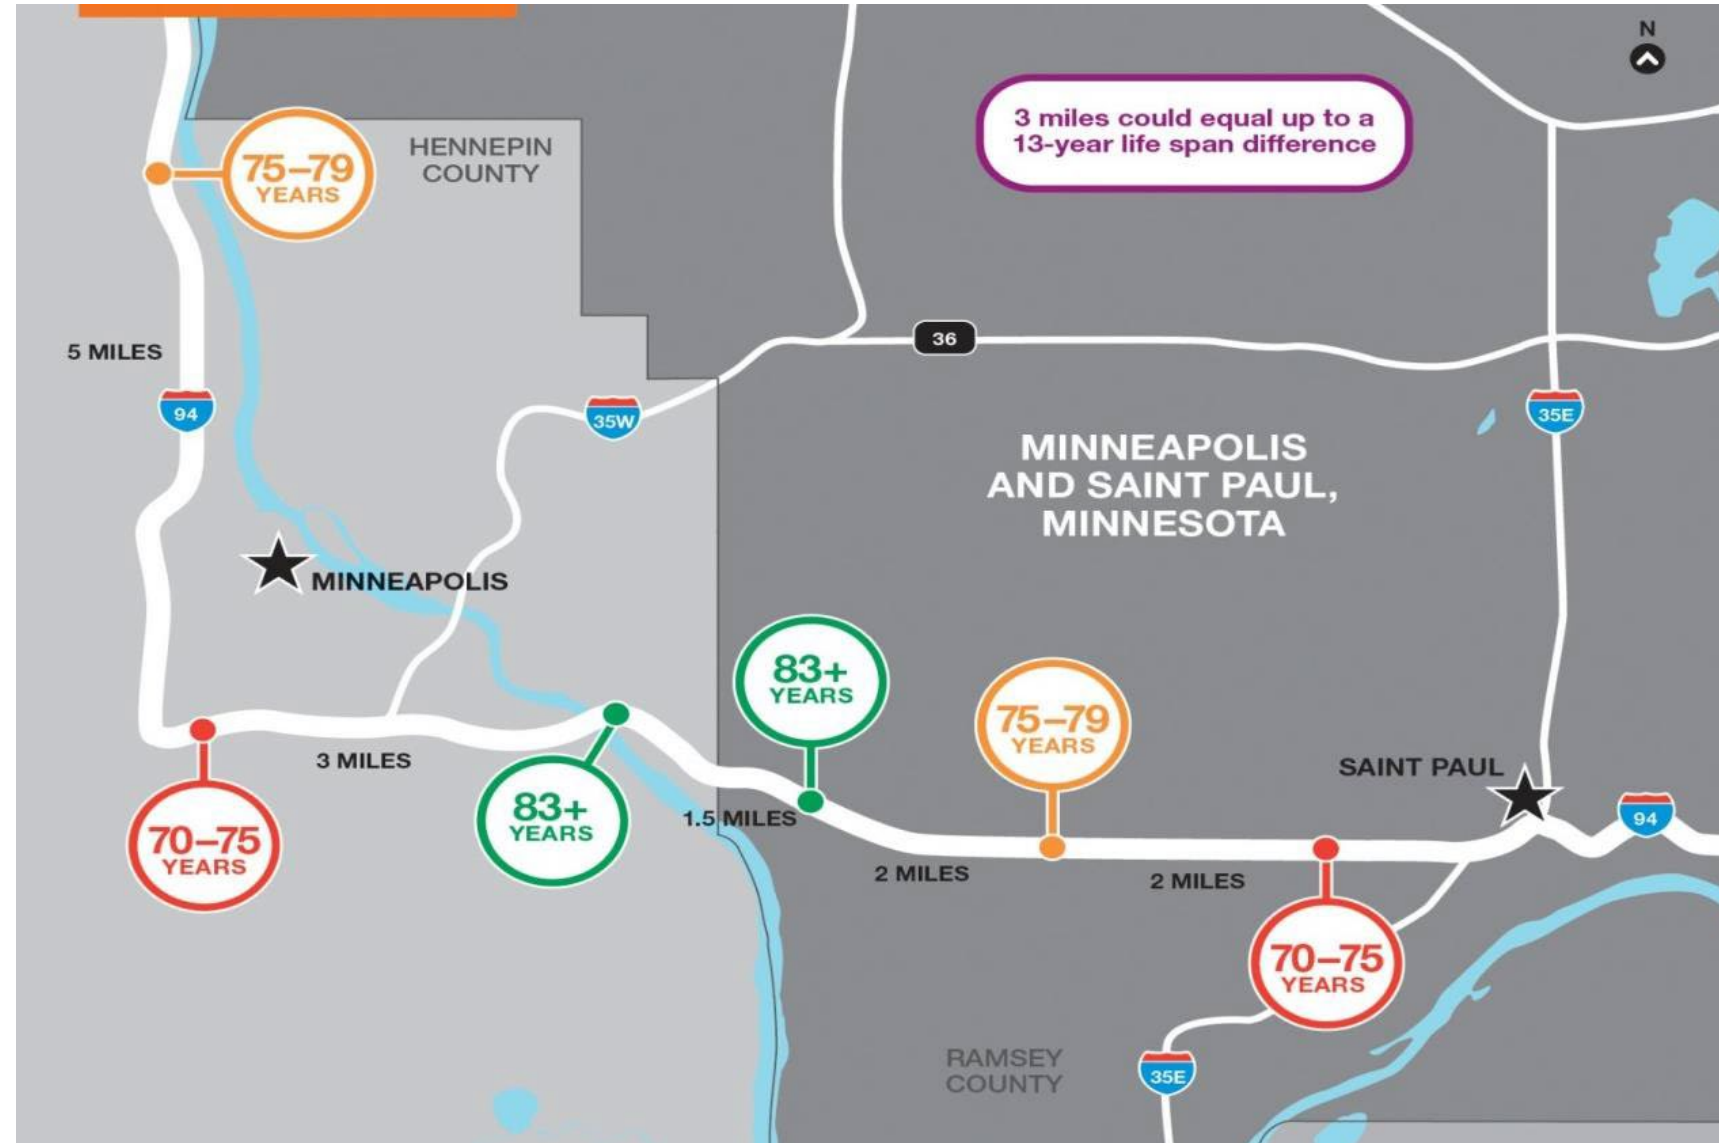 N
3 miles could equal up to a
13-year life span difference
HENNEPIN
COUNTY
75–79
YEARS
36
5 MILES
94
35W
35E
MINNEAPOLIS
AND SAINT PAUL,
MINNESOTA
MINNEAPOLIS
83+
YEARS
75–79
YEARS
SAINT PAUL
3 MILES
83+
YEARS
1.5 MILES
94
70–75
YEARS
2 MILES
2 MILES
70–75
YEARS
RAMSEY
COUNTY
35E